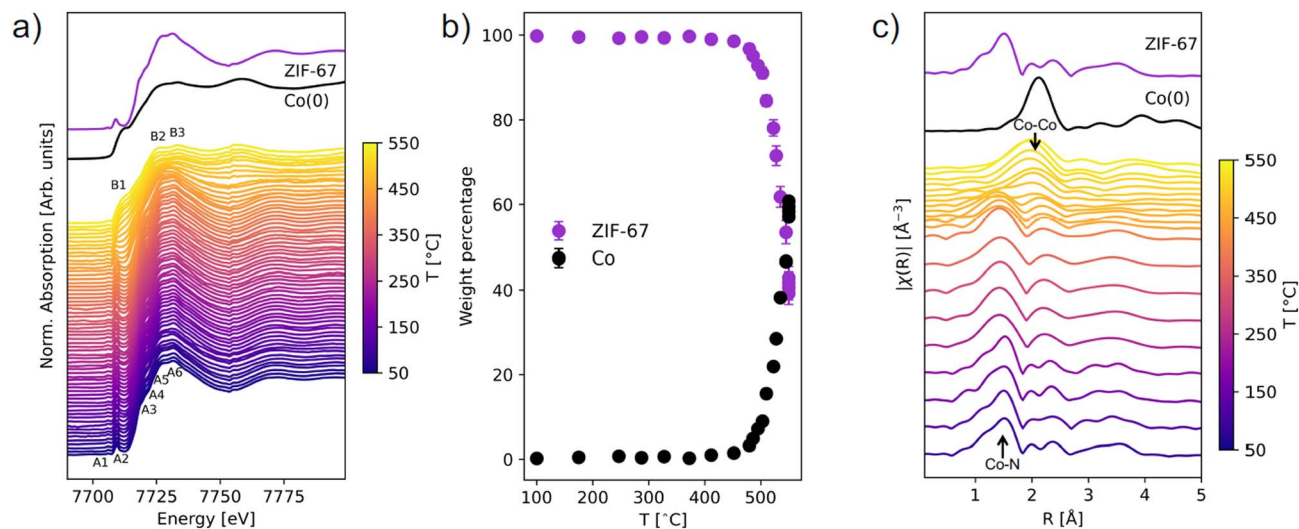 a)
ZIF-67
Co(0)
B2 B3
B1
A5 A6
A4
A3
A1 A2
Norm. Absorption [Arb. units]
7700 7725 7750 7775
Energy [eV]
550
450
350
250
150
50
T [°C]
b)
100
80
60
40
20
0
Weight percentage
ZIF-67
Co
100 200 300 400 500
T [˚C]
c)
ZIF-67
Co(0)
Co-Co
Co-N
|χ(R)| [Å⁻³]
1 2 3 4 5
R [Å]
550
450
350
250
150
50
T [°C]